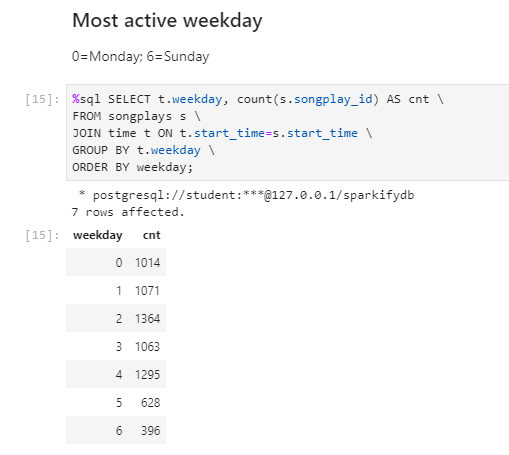 Most active weekday
0=Monday; 6=Sunday
[15]: %sql SELECT t.weekday, count(s.songplay_id) AS cnt \
FROM songplays s \
JOIN time t ON t.start_time=s.start_time \
GROUP BY t.weekday \
ORDER BY weekday;
* postgresql://student:***@127.0.0.1/sparkifydb
7 rows affected.
[15]: weekday cnt
0 1014
1 1071
2 1364
3 1063
4 1295
5 628
6 396